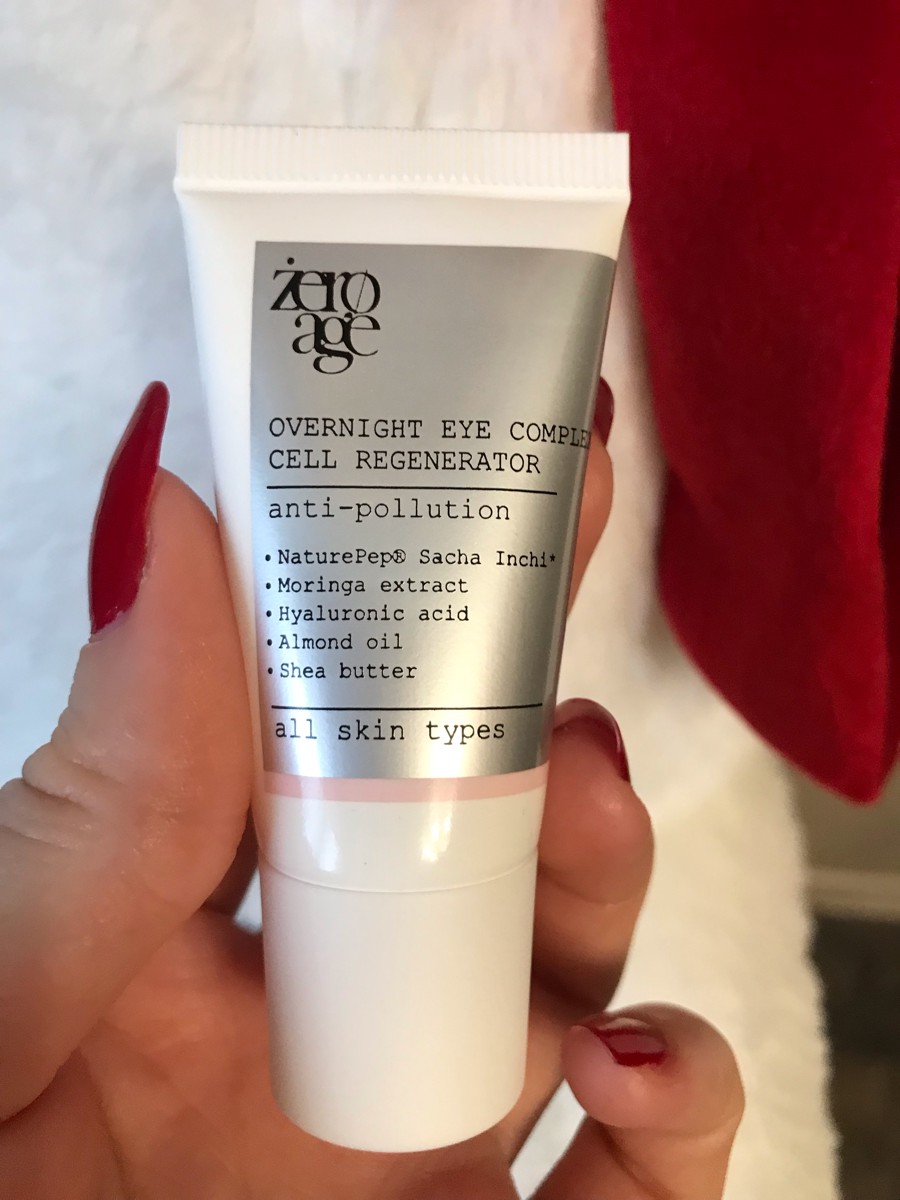 zero
age
OVERNIGHT EYE COMPLE
CELL REGENERATOR
anti-pollution
• NaturePep® Sacha Inchi*
• Moringa extract
• Hyaluronic acid
• Almond oil
• Shea butter
all skin types